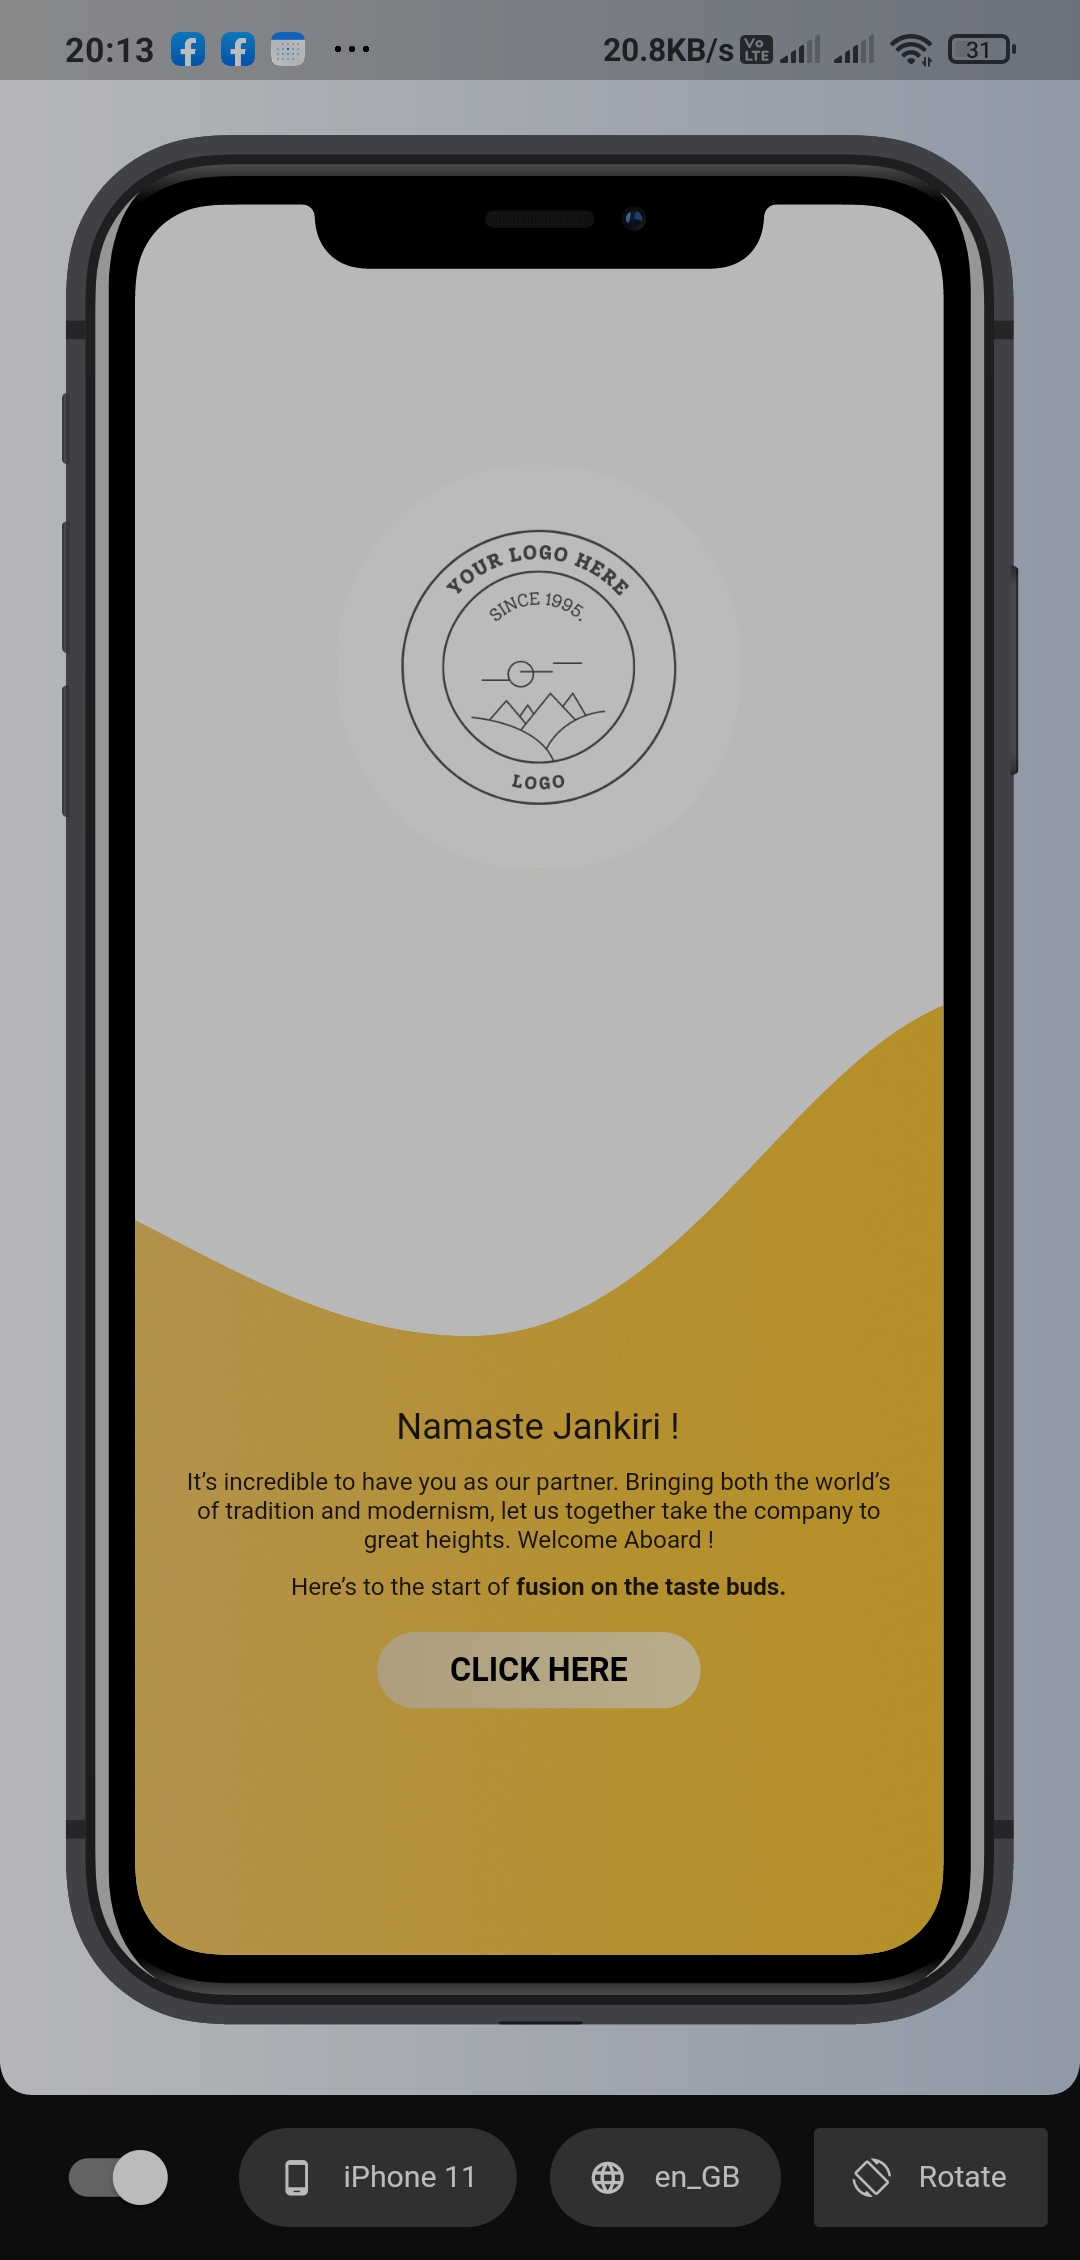 20:13
20.8KB/s
Vo
LTE
31
YOUR LOGO HERE
SINCE 1995.
LOGO
Namaste Jankiri !
It’s incredible to have you as our partner. Bringing both the world’s
of tradition and modernism, let us together take the company to
great heights. Welcome Aboard !
Here’s to the start of fusion on the taste buds.
CLICK HERE
iPhone 11
en_GB
Rotate